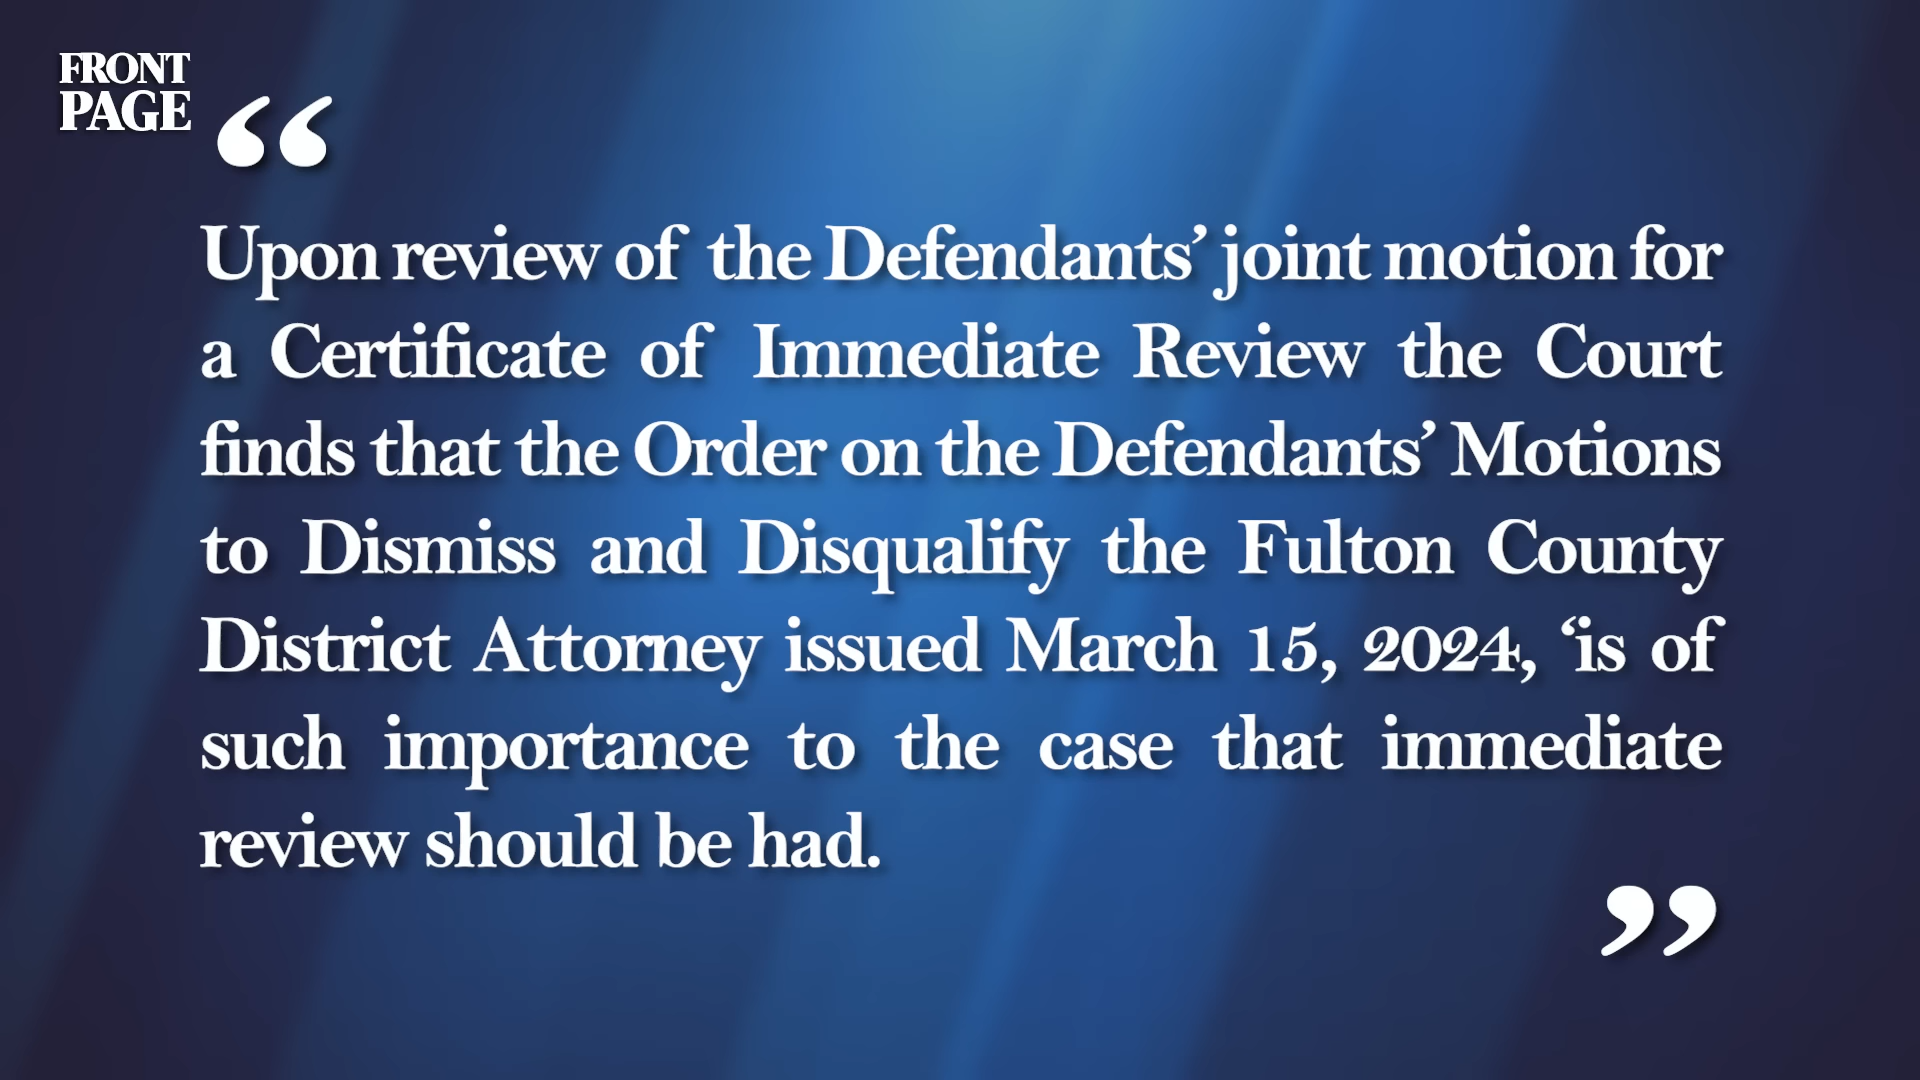 FRONT
PAGE
“
Upon review of the Defendants’ joint motion for
a Certificate of Immediate Review the Court
finds that the Order on the Defendants’ Motions
to Dismiss and Disqualify the Fulton County
District Attorney issued March 15, 2024, ‘is of
such importance to the case that immediate
review should be had.
”